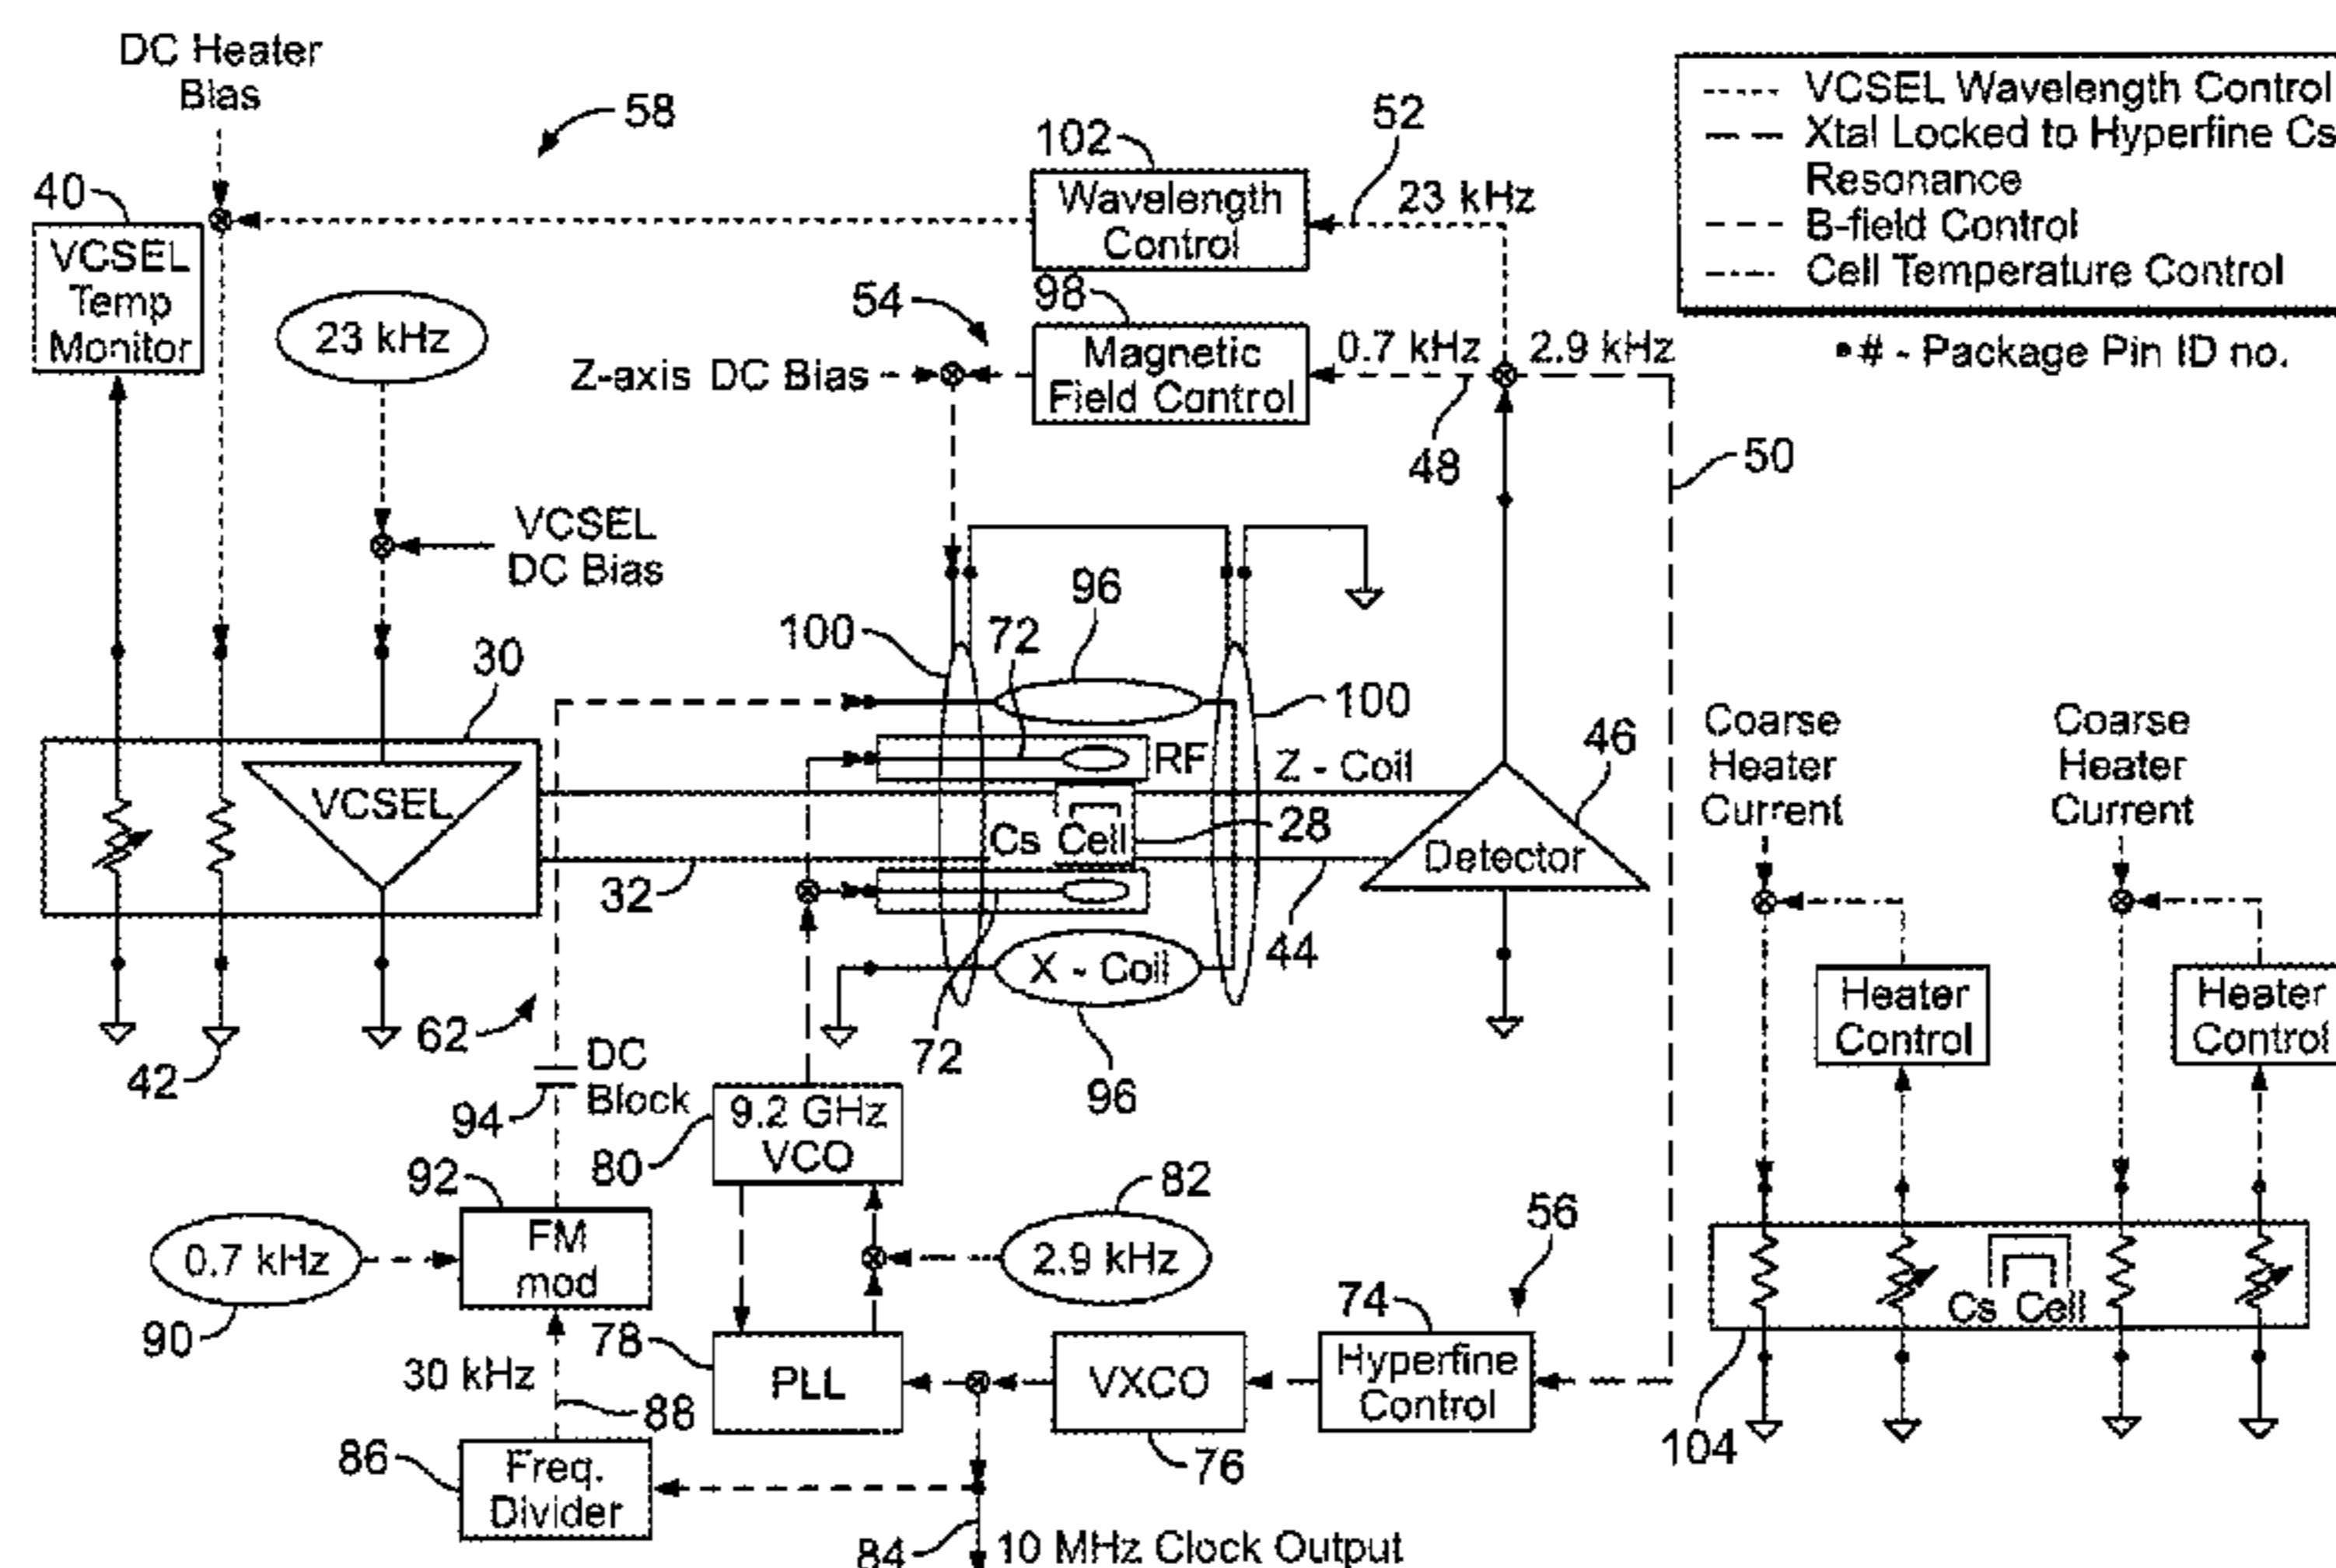 DC Heater
Bias
58
40
VCSEL
Temp
Monitor
23 kHz
102
Wavelength
Control
52
23 kHz
54
98
Magnetic
Field Control
0.7 kHz
2.9 kHz
48
Z-axis DC Bias
50
VCSEL Wavelength Control
Xtal Locked to Hyperfine Cs
Resonance
B-field Control
Cell Temperature Control
•# - Package Pin ID no.
VCSEL
DC Bias
30
VCSEL
32
42
62
100
72
96
RF
Z - Coil
100
Cs Cell
28
46
Detector
44
X - Coil
72
96
Coarse
Heater
Current
Coarse
Heater
Current
Heater
Control
Heater
Control
Cs Cell
104
DC
Block
94
9.2 GHz
VCO
80
92
FM
mod
0.7 kHz
90
82
2.9 kHz
56
74
Hyperfine
Control
VXCO
76
78
PLL
30 kHz
88
86
Freq.
Divider
84
10 MHz Clock Output